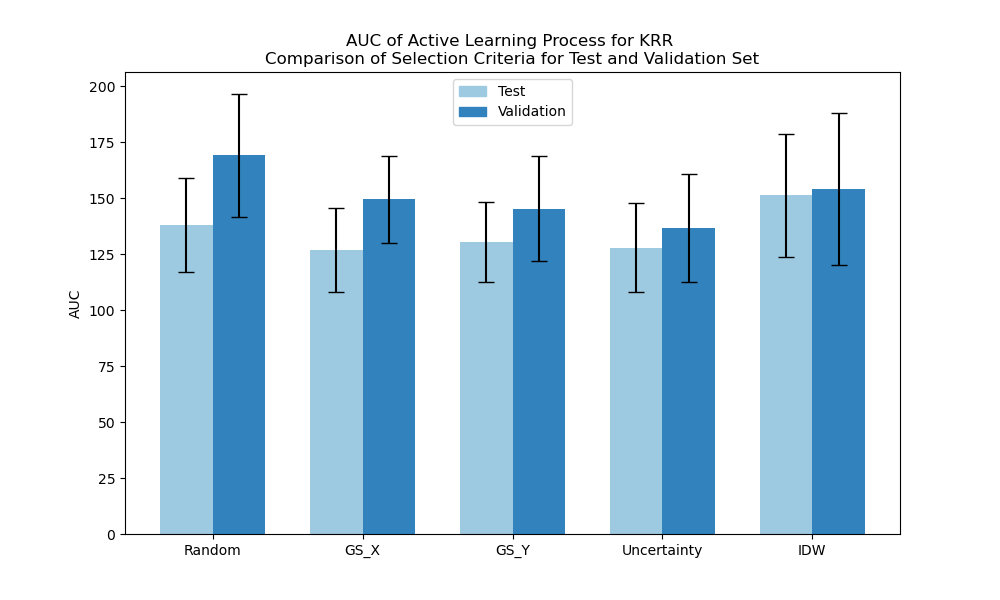 AUC of Active Learning Process for KRR
Comparison of Selection Criteria for Test and Validation Set
Test
Validation
AUC
200
175
150
125
100
75
50
25
0
Random
GS_X
GS_Y
Uncertainty
IDW